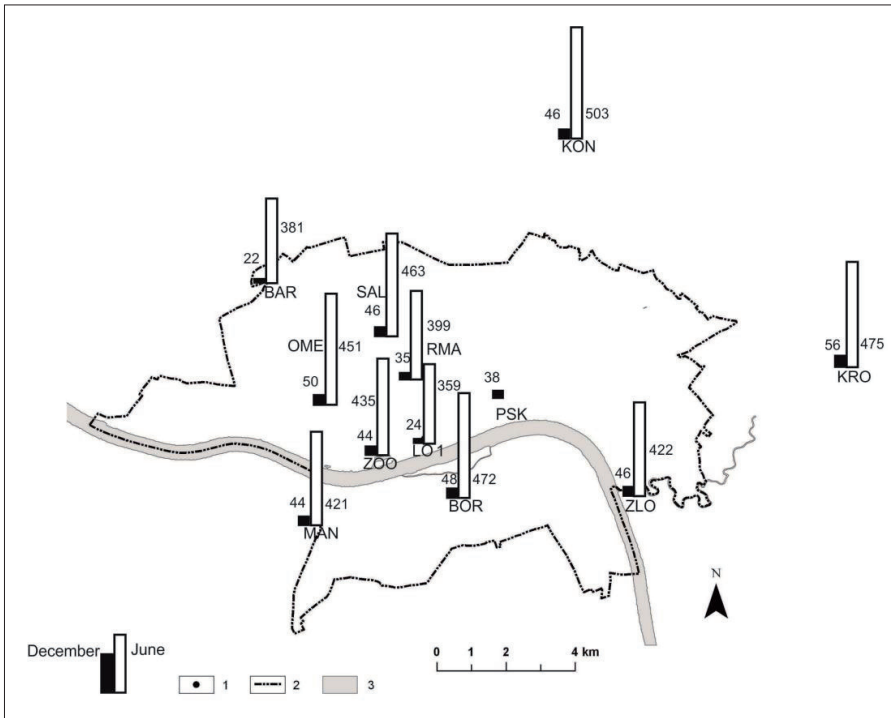 46 503
KON
381
22
BAR
SAL 463
46
OME 451
399
35 RMA
50
359
38
435
PSK
24
44
ZOO LO 1
56 475
KRO
422
46
ZLO
48 472
BOR
44 421
MAN
N
December June
1 2 3
0 1 2 4 km